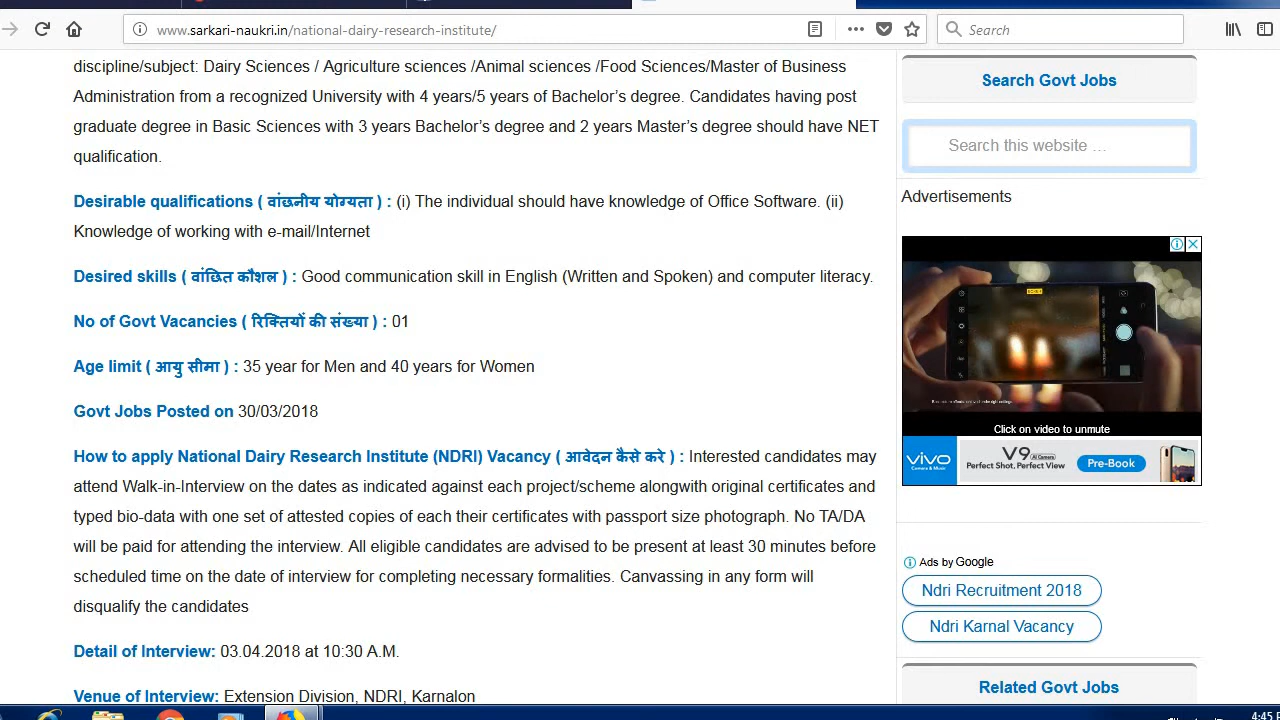 www.sarkari-naukri.in/national-dairy-research-institute/
Search
discipline/subject: Dairy Sciences / Agriculture sciences /Animal sciences /Food Sciences/Master of Business
Administration from a recognized University with 4 years/5 years of Bachelor’s degree. Candidates having post
graduate degree in Basic Sciences with 3 years Bachelor’s degree and 2 years Master’s degree should have NET
qualification.
Desirable qualifications ( वांछनीय योग्यता ) : (i) The individual should have knowledge of Office Software. (ii)
Knowledge of working with e-mail/Internet
Desired skills ( वांछित कौशल ) : Good communication skill in English (Written and Spoken) and computer literacy.
No of Govt Vacancies ( रिक्तियों की संख्या ) : 01
Age limit ( आयु सीमा ) : 35 year for Men and 40 years for Women
Govt Jobs Posted on 30/03/2018
How to apply National Dairy Research Institute (NDRI) Vacancy ( आवेदन कैसे करे ) : Interested candidates may
attend Walk-in-Interview on the dates as indicated against each project/scheme alongwith original certificates and
typed bio-data with one set of attested copies of each their certificates with passport size photograph. No TA/DA
will be paid for attending the interview. All eligible candidates are advised to be present at least 30 minutes before
scheduled time on the date of interview for completing necessary formalities. Canvassing in any form will
disqualify the candidates
Detail of Interview: 03.04.2018 at 10:30 A.M.
Venue of Interview: Extension Division, NDRI, Karnalon
Search Govt Jobs
Search this website …
Advertisements
Click on video to unmute
vivo
Camera & Music
V9 AI Camera
Perfect Shot, Perfect View
Pre-Book
Ads by Google
Ndri Recruitment 2018
Ndri Karnal Vacancy
Related Govt Jobs
4:45